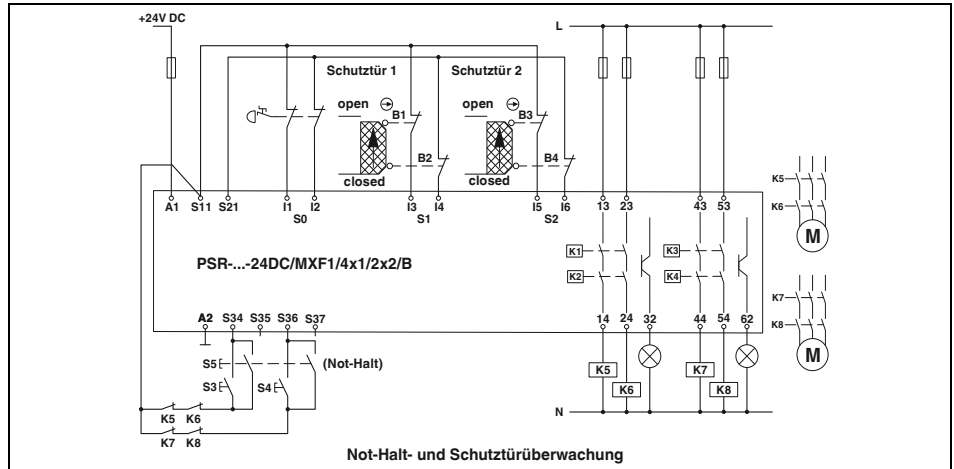 +24V DC
L
Schutztür 1 Schutztür 2
open open
B1 B3
B2 B4
closed closed
K5
K6
M
A1 S11 S21 I1 I2 I3 I4 I5 I6 13 23 43 53
S0 S1 S2
K1 K3
K2 K4
PSR-...-24DC/MXF1/4x1/2x2/B
K7
K8
M
A2 S34 S35 S36 S37 14 24 32 44 54 62
S5 (Not-Halt)
S3 S4
K5 K7
K6 K8
K5 K6
N
K7 K8
Not-Halt- und Schutztürüberwachung